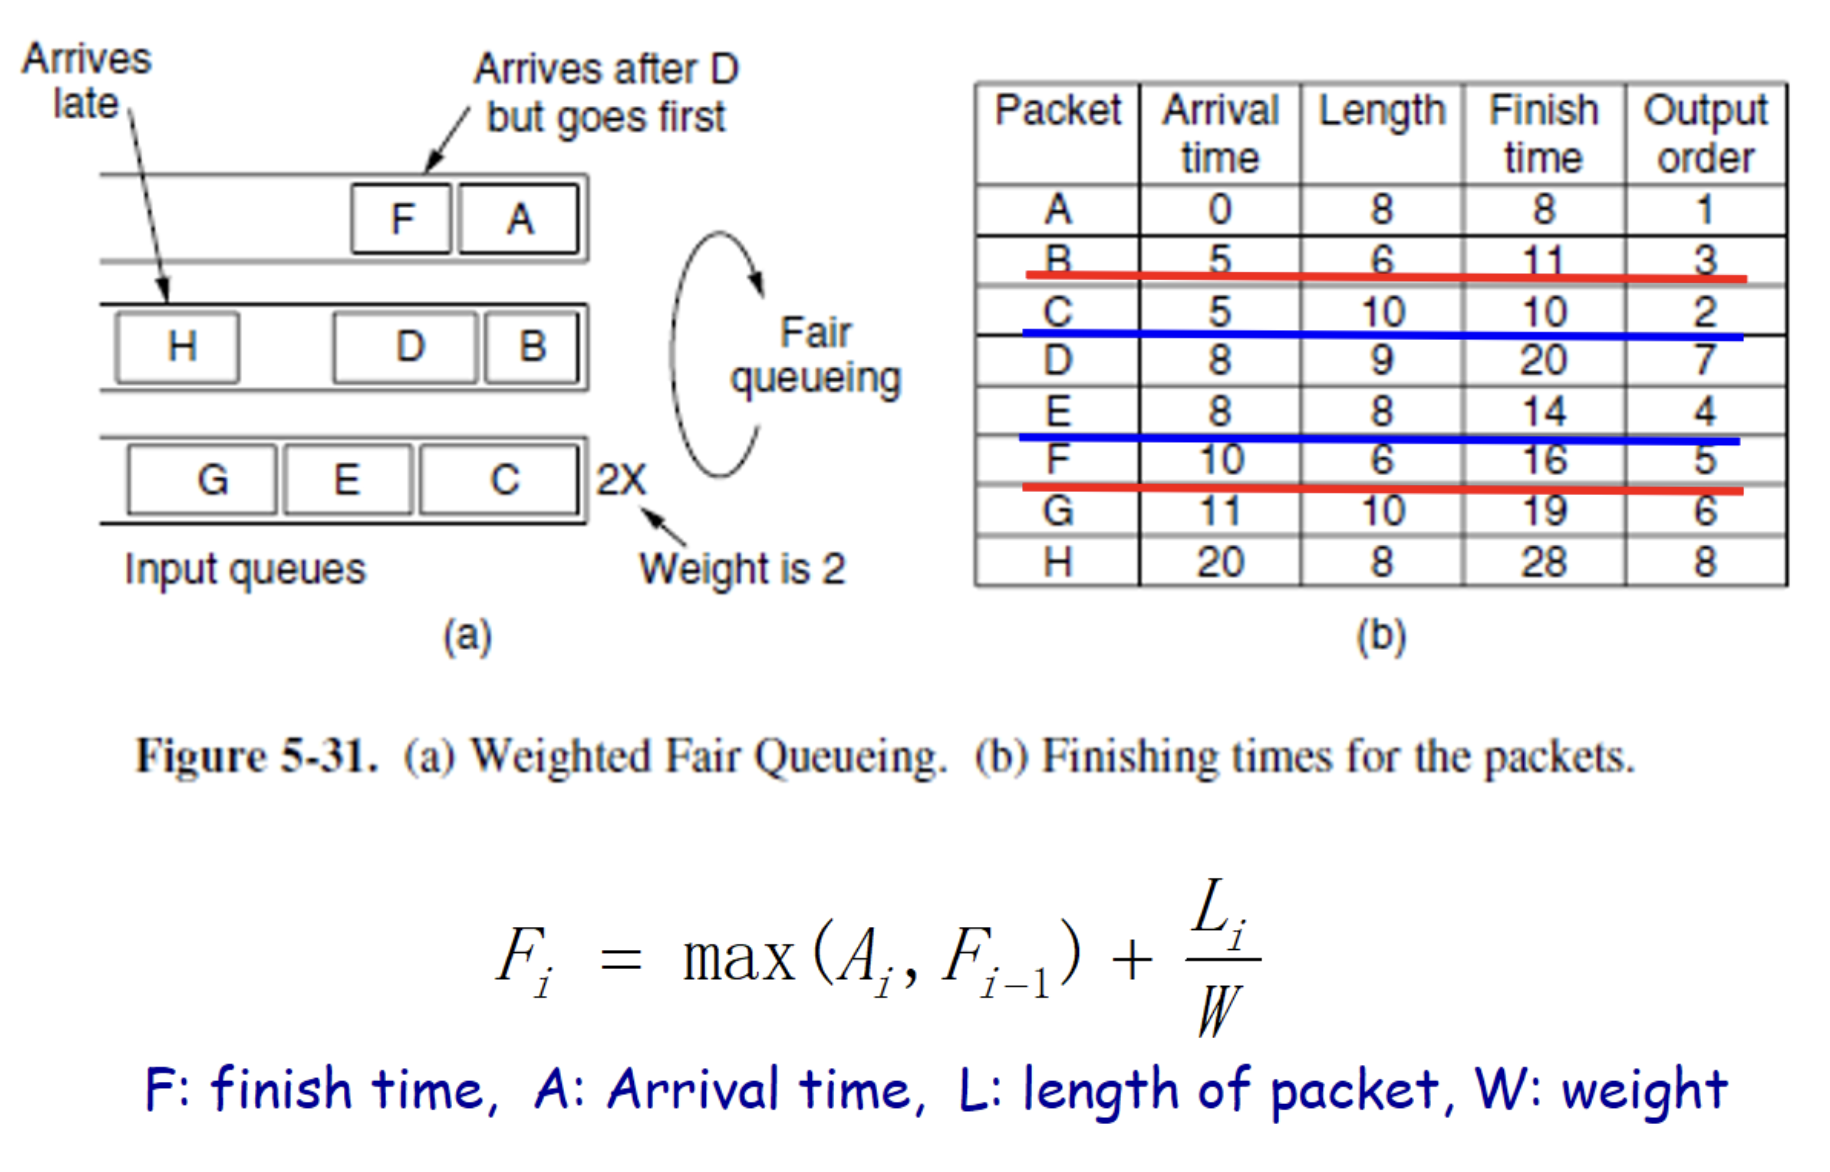 Arrives
late
Arrives after D
but goes first
F A
H D B
G E C 2X
Fair
queueing
Input queues
Weight is 2
(a)
Packet Arrival time Length Finish time Output order
A 0 8 8 1
B 5 6 11 3
C 5 10 10 2
D 8 9 20 7
E 8 8 14 4
F 10 6 16 5
G 11 10 19 6
H 20 8 28 8
(b)
Figure 5-31. (a) Weighted Fair Queueing. (b) Finishing times for the packets.
F_i = max(A_i, F_{i-1}) + L_i / W
F: finish time, A: Arrival time, L: length of packet, W: weight